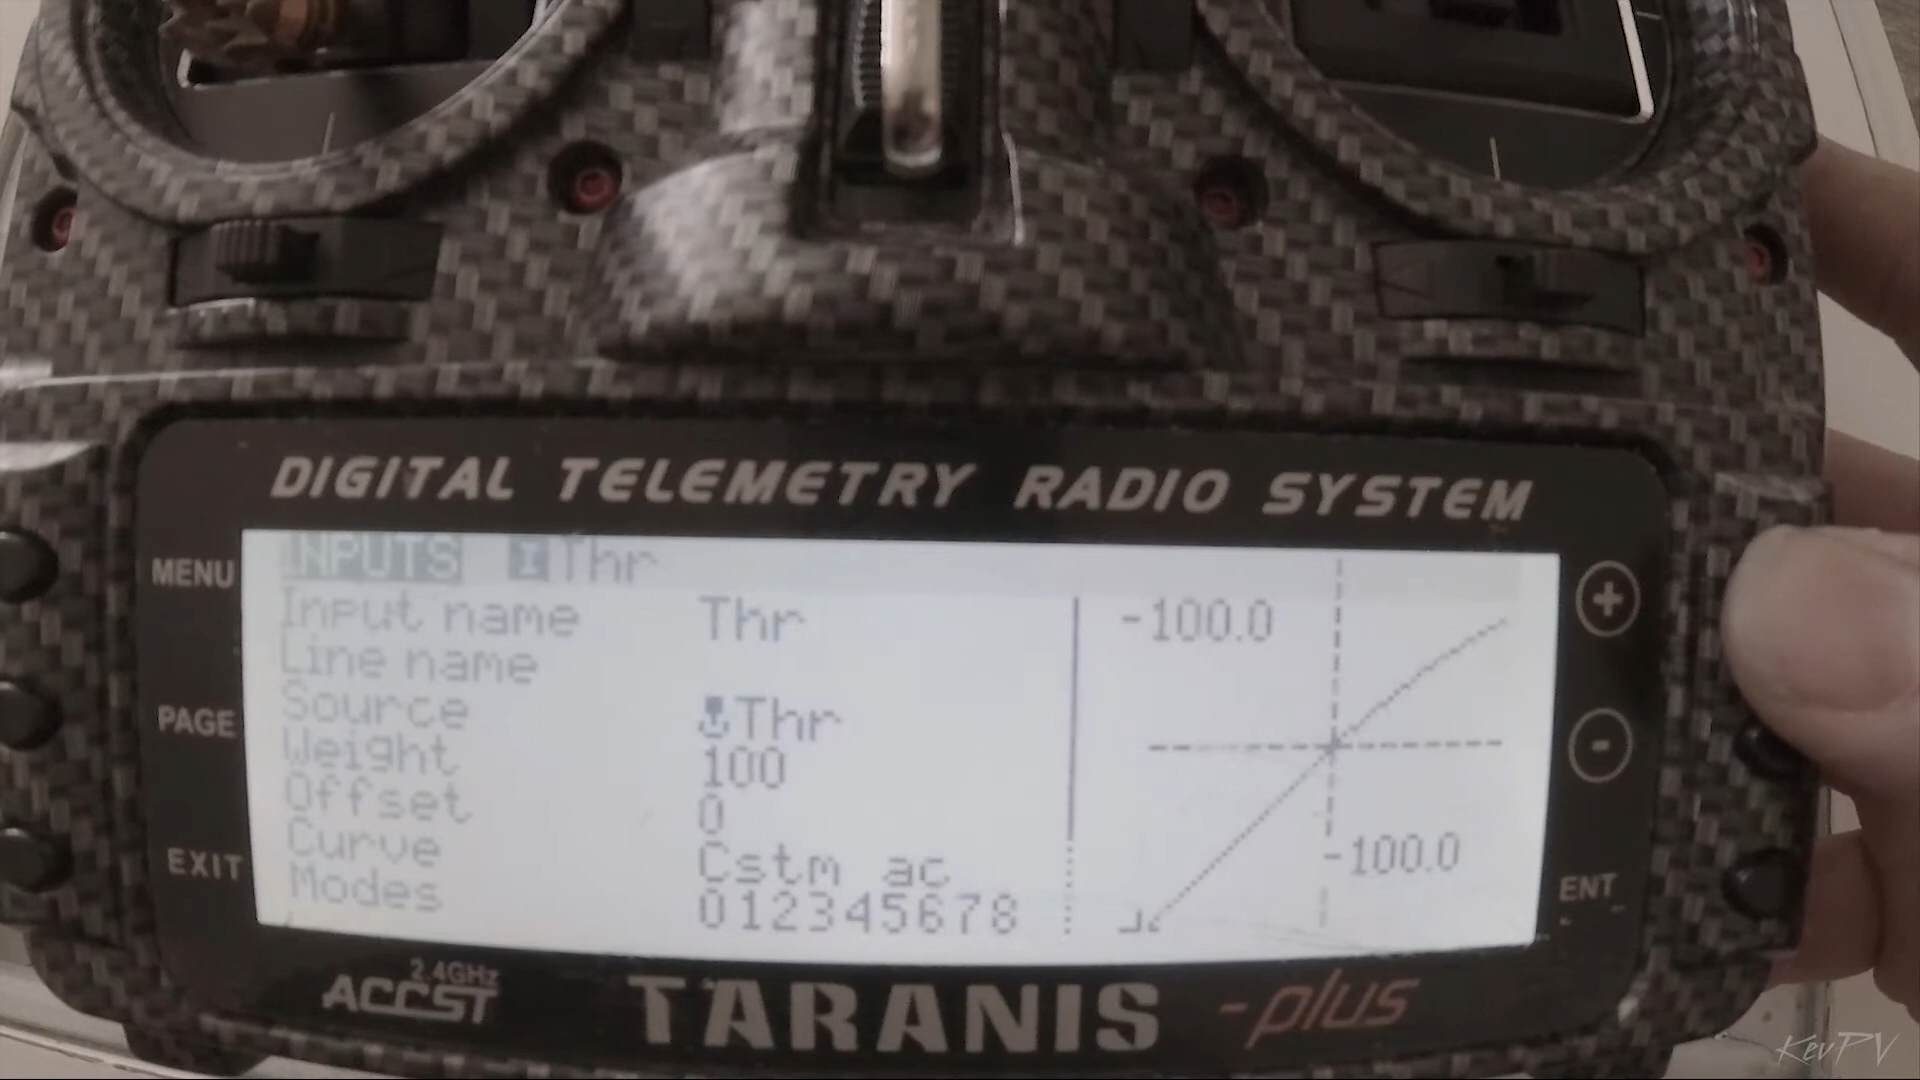 DIGITAL TELEMETRY RADIO SYSTEM
MENU
PAGE
EXIT
INPUTS IThr
Input name Thr
Line name
Source Thr
Weight 100
Offset 0
Curve Cstm ac
Modes 012345678
-100.0
-100.0
+
-
ENT
2.4GHz
ACCST
TARANIS -plus
KevPV